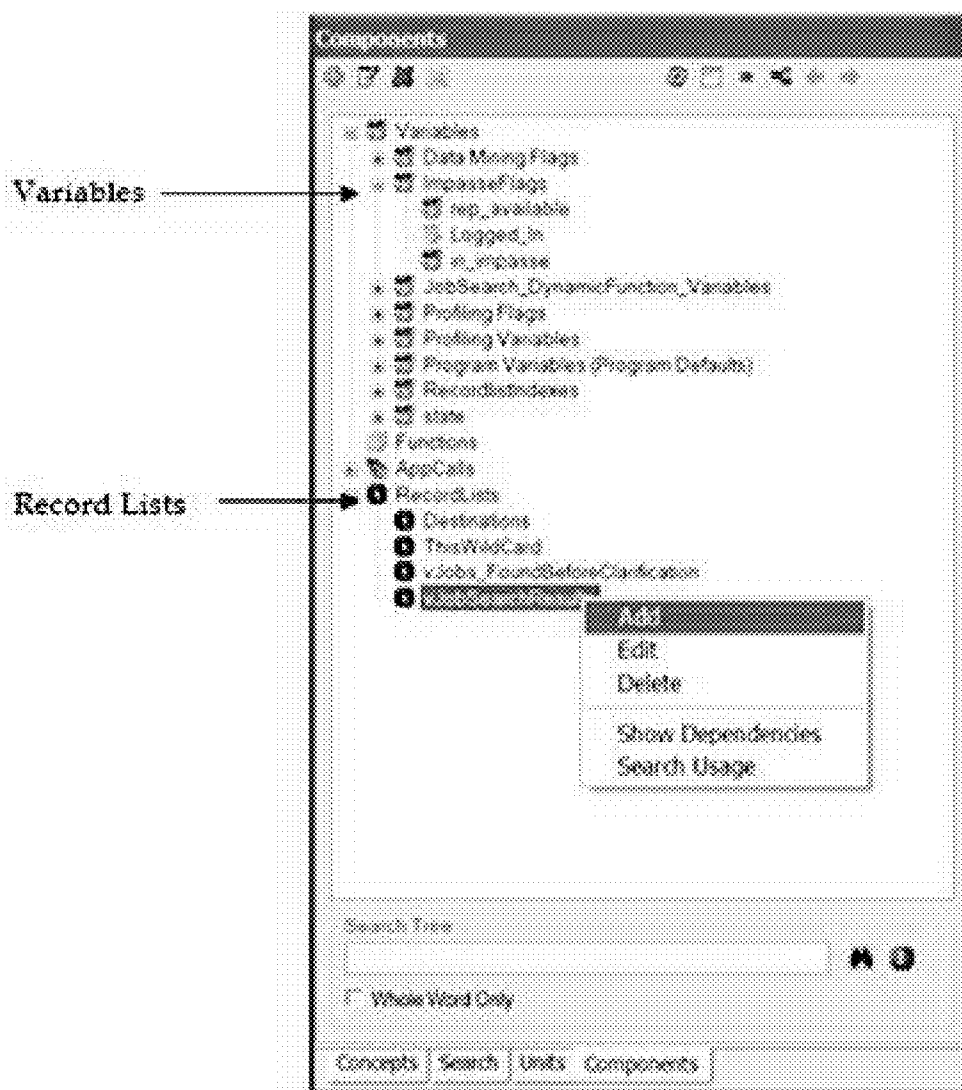 Components
Variables
Data Mining Flags
Variables
ImpasseFlags
rep_available
Logged_In
in_impasse
JobSearch_DynamicFunction_Variables
Profiling Flags
Profiling Variables
Program Variables (Program Defaults)
RecordlistIndexes
state
Functions
AppCalls
Record Lists
RecordLists
Destinations
ThisWildCard
vJobs_FoundBeforeClarification
Add
Edit
Delete
Show Dependencies
Search Usage
Search Tree
Whole Word Only
Concepts Search Units Components